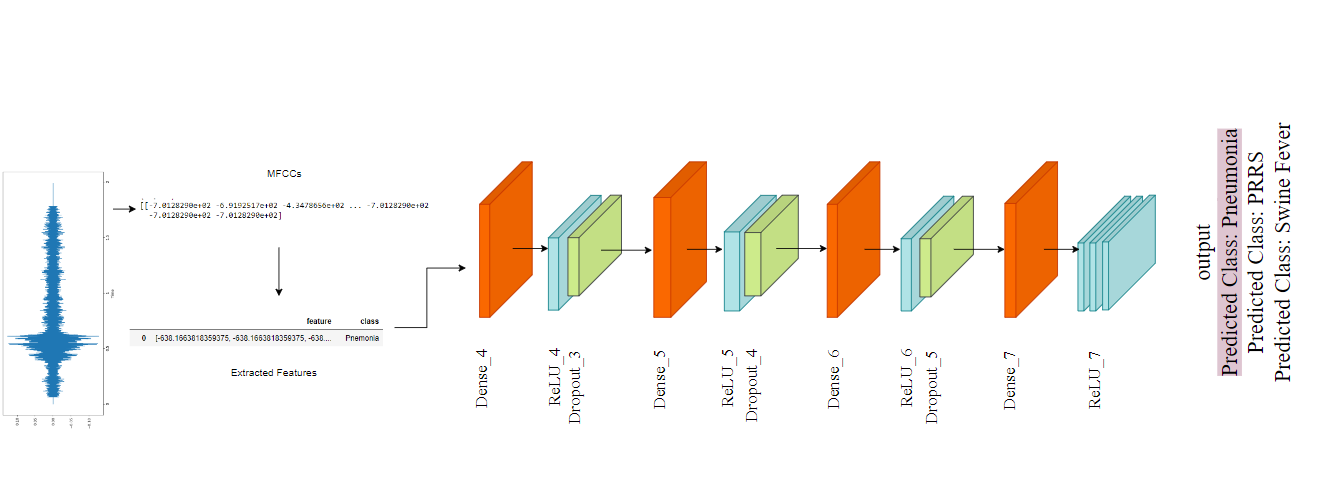 MFCCs
[[-7.0128290e+02 -6.9192517e+02 -4.3478656e+02 ... -7.0128290e+02
-7.0128290e+02 -7.0128290e+02]
feature class
0 [-638.1663818359375, -638.1663818359375, -638.... Pnemonia
Extracted Features
Dense_4
ReLU_4
Dropout_3
Dense_5
ReLU_5
Dropout_4
Dense_6
ReLU_6
Dropout_5
Dense_7
ReLU_7
output
Predicted Class: Pneumonia
Predicted Class: PRRS
Predicted Class: Swine Fever